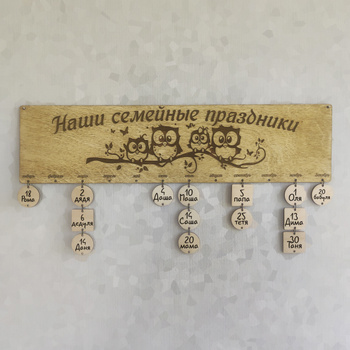 Наши семейные праздники
18 Рома
2 дядя
6 дедуля
14 Даня
4 Даша
10 Паша
14 Саша
20 мама
5 папа
25 тетя
1 Оля
13 Дима
30 Таня
20 бабуля